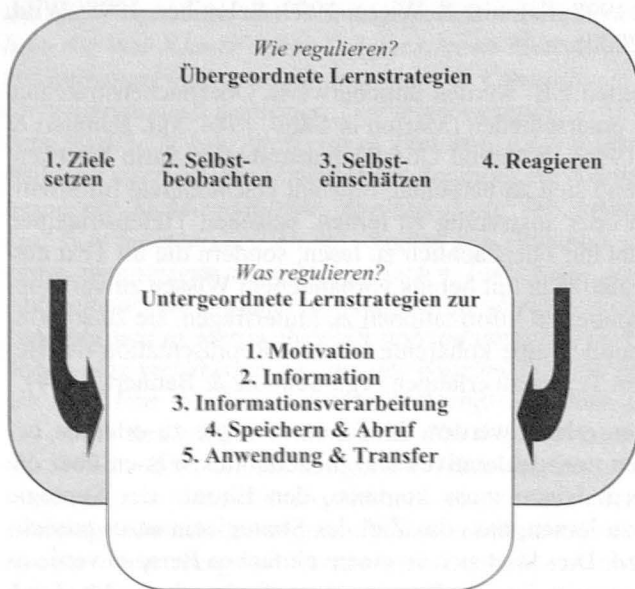 Wie regulieren?
Übergeordnete Lernstrategien
1. Ziele 2. Selbst- 3. Selbst- 4. Reagieren
setzen beobachten einschätzen
Was regulieren?
Untergeordnete Lernstrategien zur
1. Motivation
2. Information
3. Informationsverarbeitung
4. Speichern & Abruf
5. Anwendung & Transfer